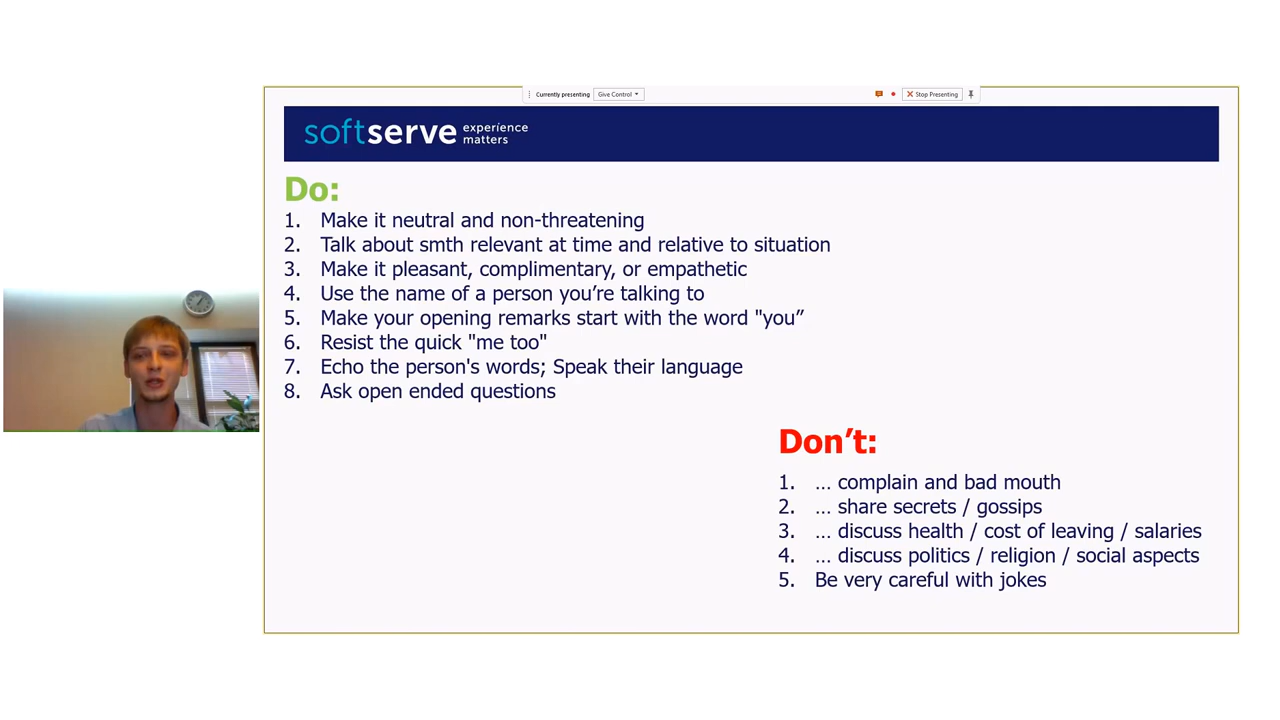 Currently presenting Give Control Stop Presenting
softserve experience matters
Do:
1. Make it neutral and non-threatening
2. Talk about smth relevant at time and relative to situation
3. Make it pleasant, complimentary, or empathetic
4. Use the name of a person you’re talking to
5. Make your opening remarks start with the word "you”
6. Resist the quick "me too"
7. Echo the person's words; Speak their language
8. Ask open ended questions
Don’t:
1. … complain and bad mouth
2. … share secrets / gossips
3. … discuss health / cost of leaving / salaries
4. … discuss politics / religion / social aspects
5. Be very careful with jokes